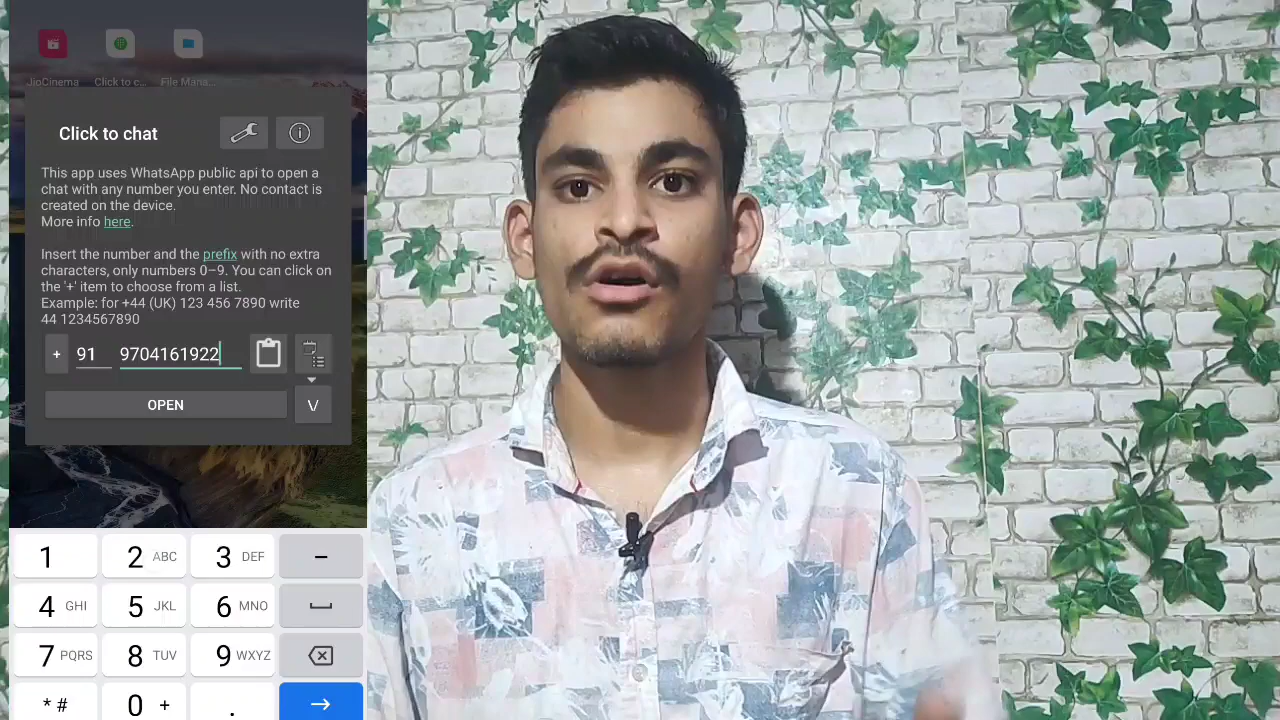 JioCinema
Click to c...
File Mana...
Click to chat
This app uses WhatsApp public api to open a
chat with any number you enter. No contact is
created on the device.
More info here.
Insert the number and the prefix with no extra
characters, only numbers 0–9. You can click on
the '+' item to choose from a list.
Example: for +44 (UK) 123 456 7890 write
44 1234567890
+ 91 9704161922
OPEN \/
1 2 ABC 3 DEF –
4 GHI 5 JKL 6 MNO
7 PQRS 8 TUV 9 WXYZ
* # 0 + .